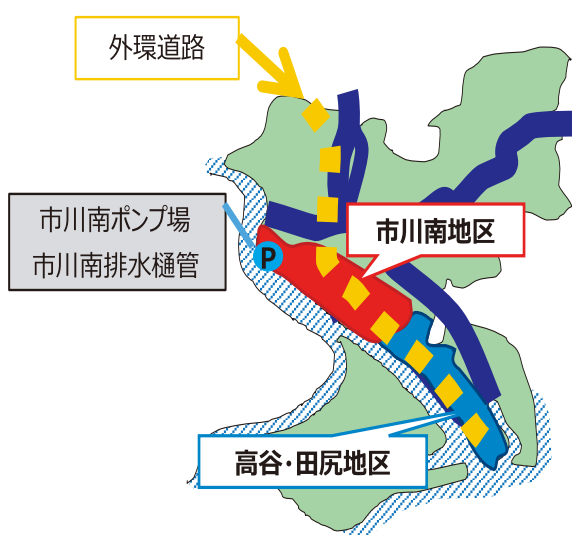 外環道路
市川南ポンプ場
市川南排水樋管
市川南地区
P
高谷・田尻地区